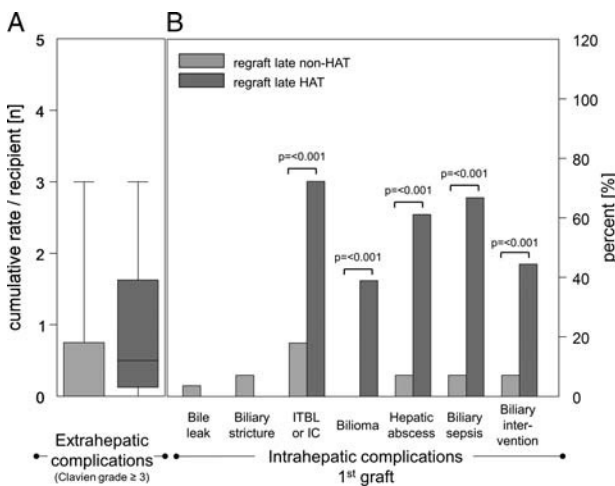 A
B
5
4
3
2
1
0
cumulative rate / recipient [n]
120
100
80
60
40
20
0
percent [%]
regraft late non-HAT
regraft late HAT
p=<0.001
p=<0.001
p=<0.001
p=<0.001
p=<0.001
Bile
leak
Biliary
stricture
ITBL
or IC
Bilioma
Hepatic
abscess
Biliary
sepsis
Biliary
inter-
vention
Extrahepatic
complications
(Clavien grade ≥ 3)
Intrahepatic complications
1st graft